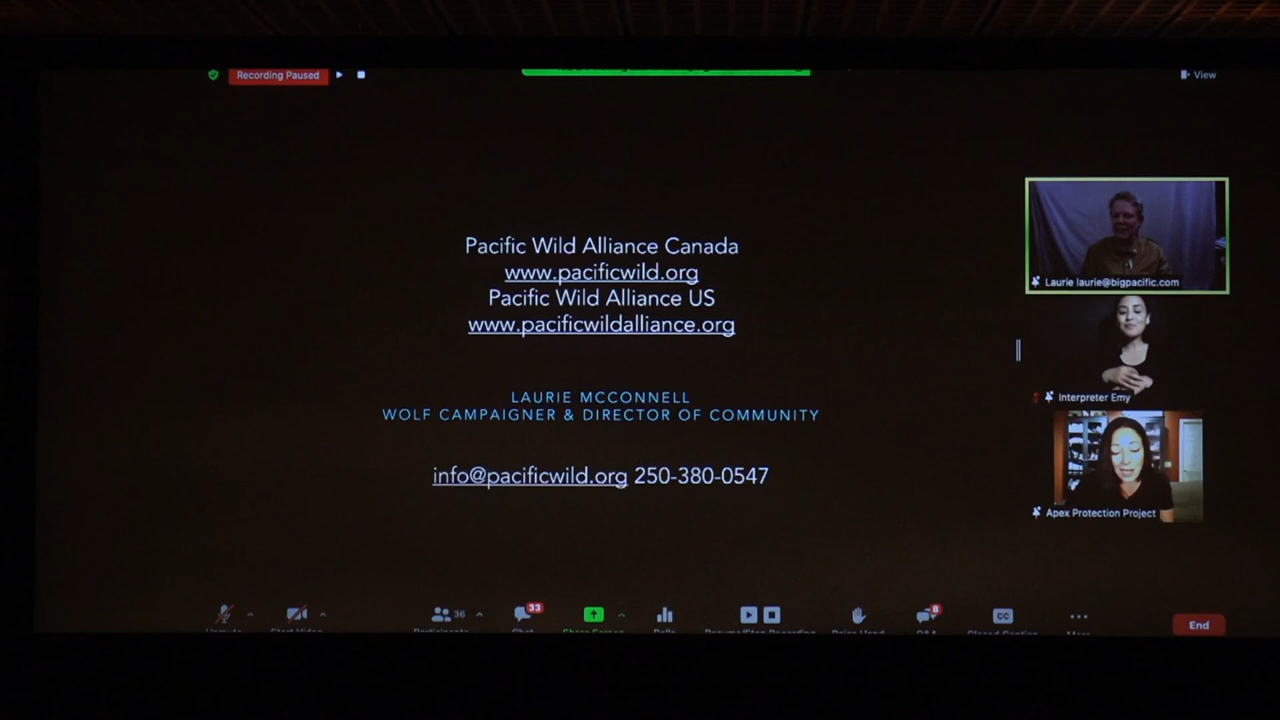 Recording Paused
View
Pacific Wild Alliance Canada
www.pacificwild.org
Pacific Wild Alliance US
www.pacificwildalliance.org
LAURIE MCCONNELL
WOLF CAMPAIGNER & DIRECTOR OF COMMUNITY
info@pacificwild.org 250-380-0547
Laurie laurie@bigpacific.com
Interpreter Emy
Apex Protection Project
36
33
8
CC
End